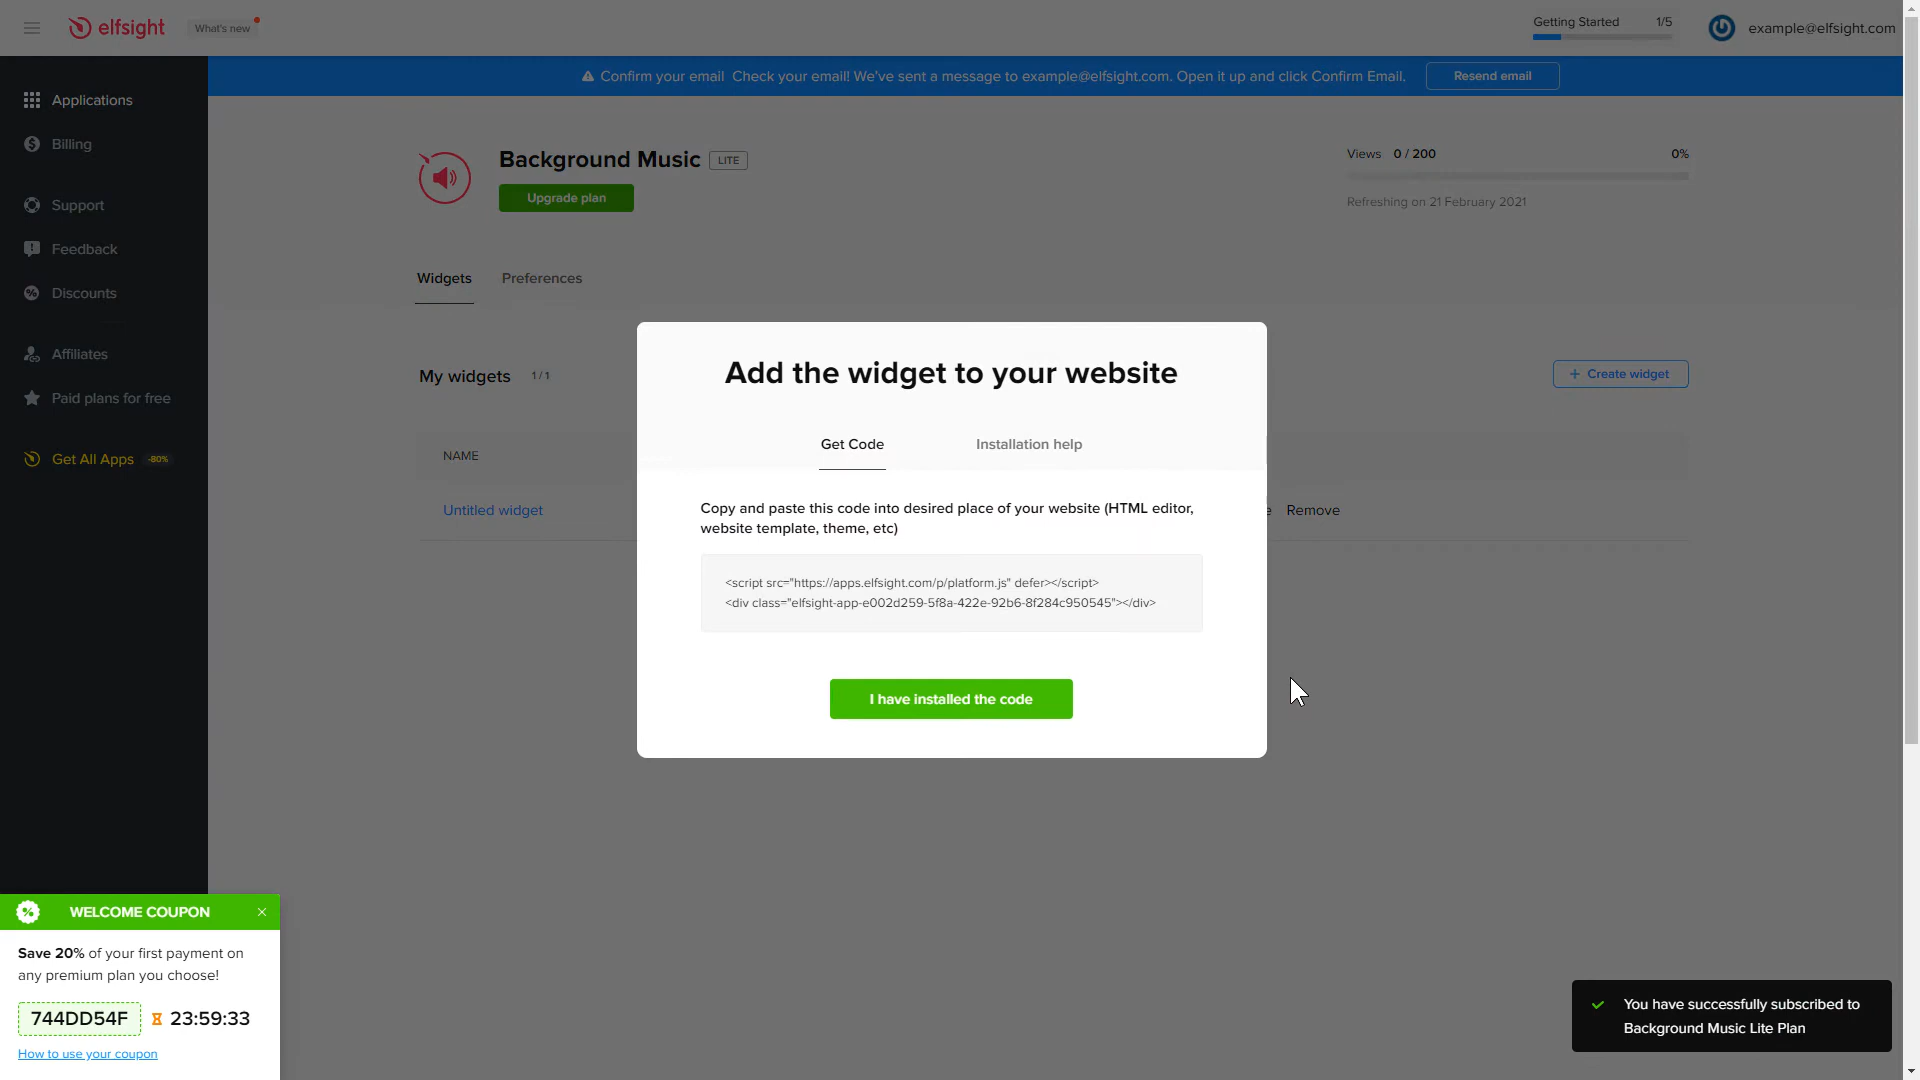 elfsight
What's new
Getting Started 1/5
example@elfsight.com
Confirm your email Check your email! We've sent a message to example@elfsight.com. Open it up and click Confirm Email.
Resend email
Applications
Billing
Support
Feedback
Discounts
Affiliates
Paid plans for free
Get All Apps -80%
Background Music LITE
Upgrade plan
Views 0 / 200 0%
Refreshing on 21 February 2021
Widgets Preferences
My widgets 1 / 1
+ Create widget
NAME
Untitled widget
e Remove
Add the widget to your website
Get Code Installation help
Copy and paste this code into desired place of your website (HTML editor,
website template, theme, etc)
<script src="https://apps.elfsight.com/p/platform.js" defer></script>
<div class="elfsight-app-e002d259-5f8a-422e-92b6-8f284c950545"></div>
I have installed the code
WELCOME COUPON
Save 20% of your first payment on
any premium plan you choose!
744DD54F 23:59:33
How to use your coupon
You have successfully subscribed to
Background Music Lite Plan